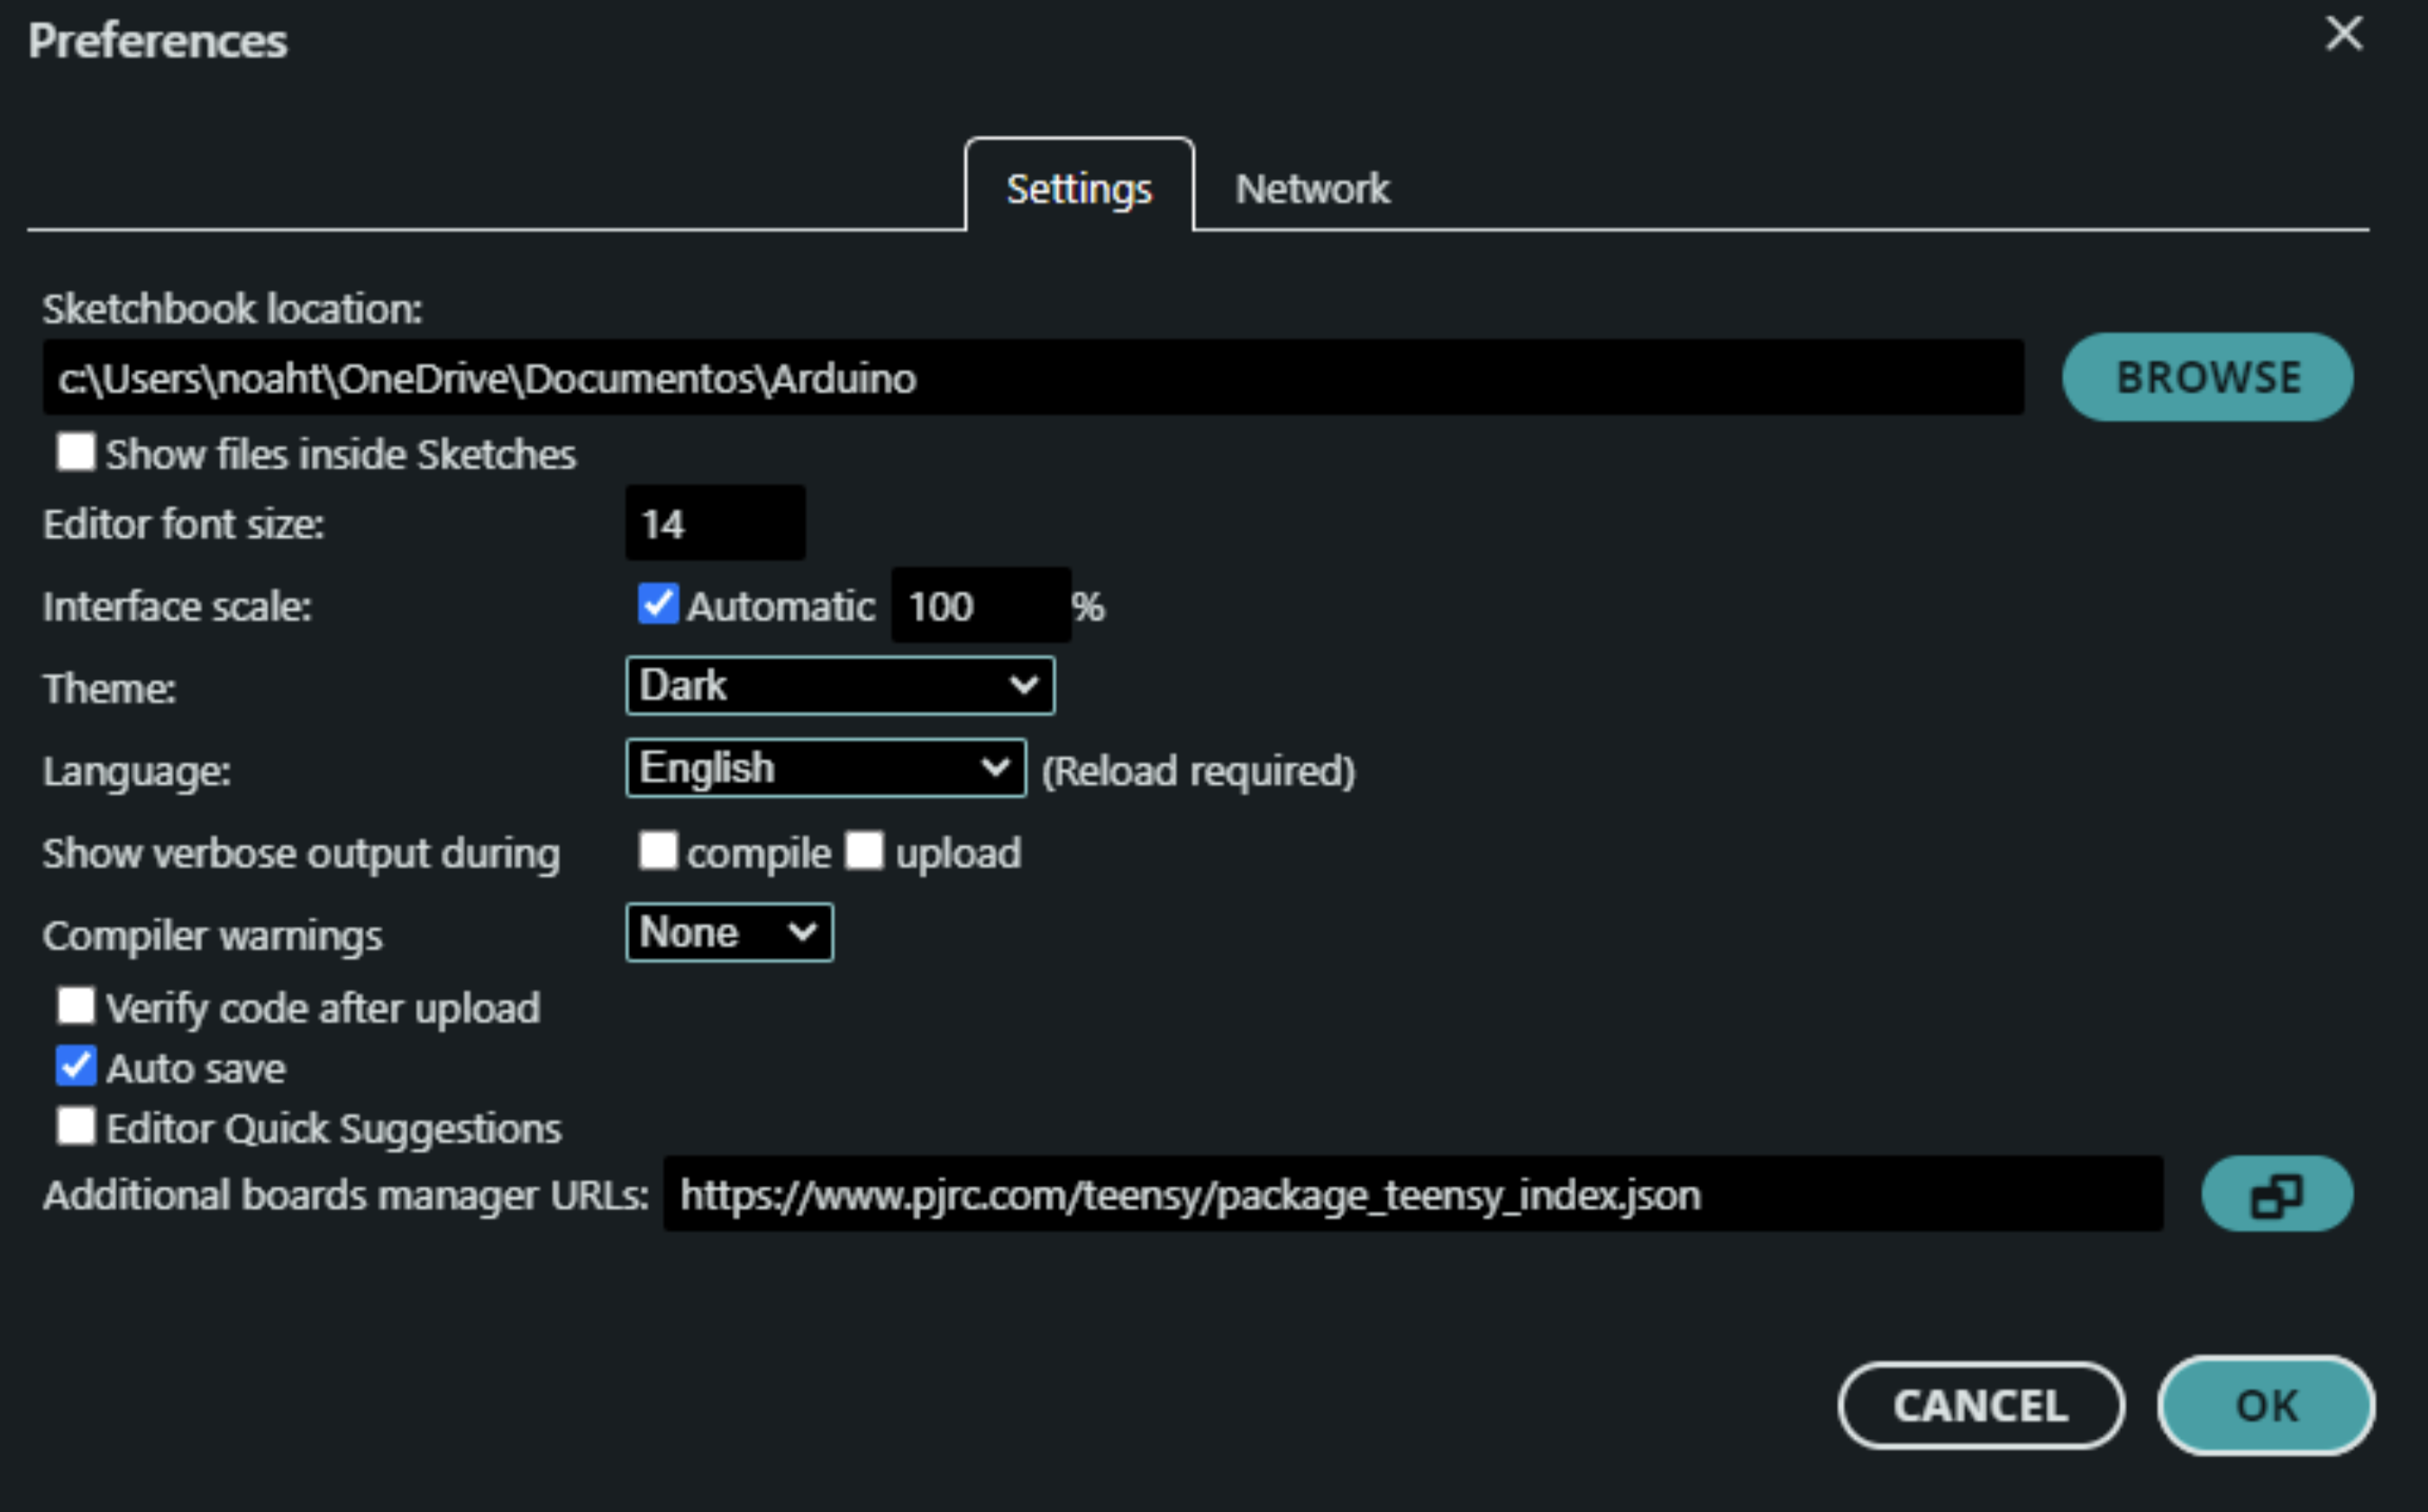 Preferences
Settings Network
Sketchbook location:
c:\Users\noaht\OneDrive\Documentos\Arduino BROWSE
Show files inside Sketches
Editor font size: 14
Interface scale: Automatic 100 %
Theme: Dark
Language: English (Reload required)
Show verbose output during compile upload
Compiler warnings None
Verify code after upload
Auto save
Editor Quick Suggestions
Additional boards manager URLs: https://www.pjrc.com/teensy/package_teensy_index.json
CANCEL OK